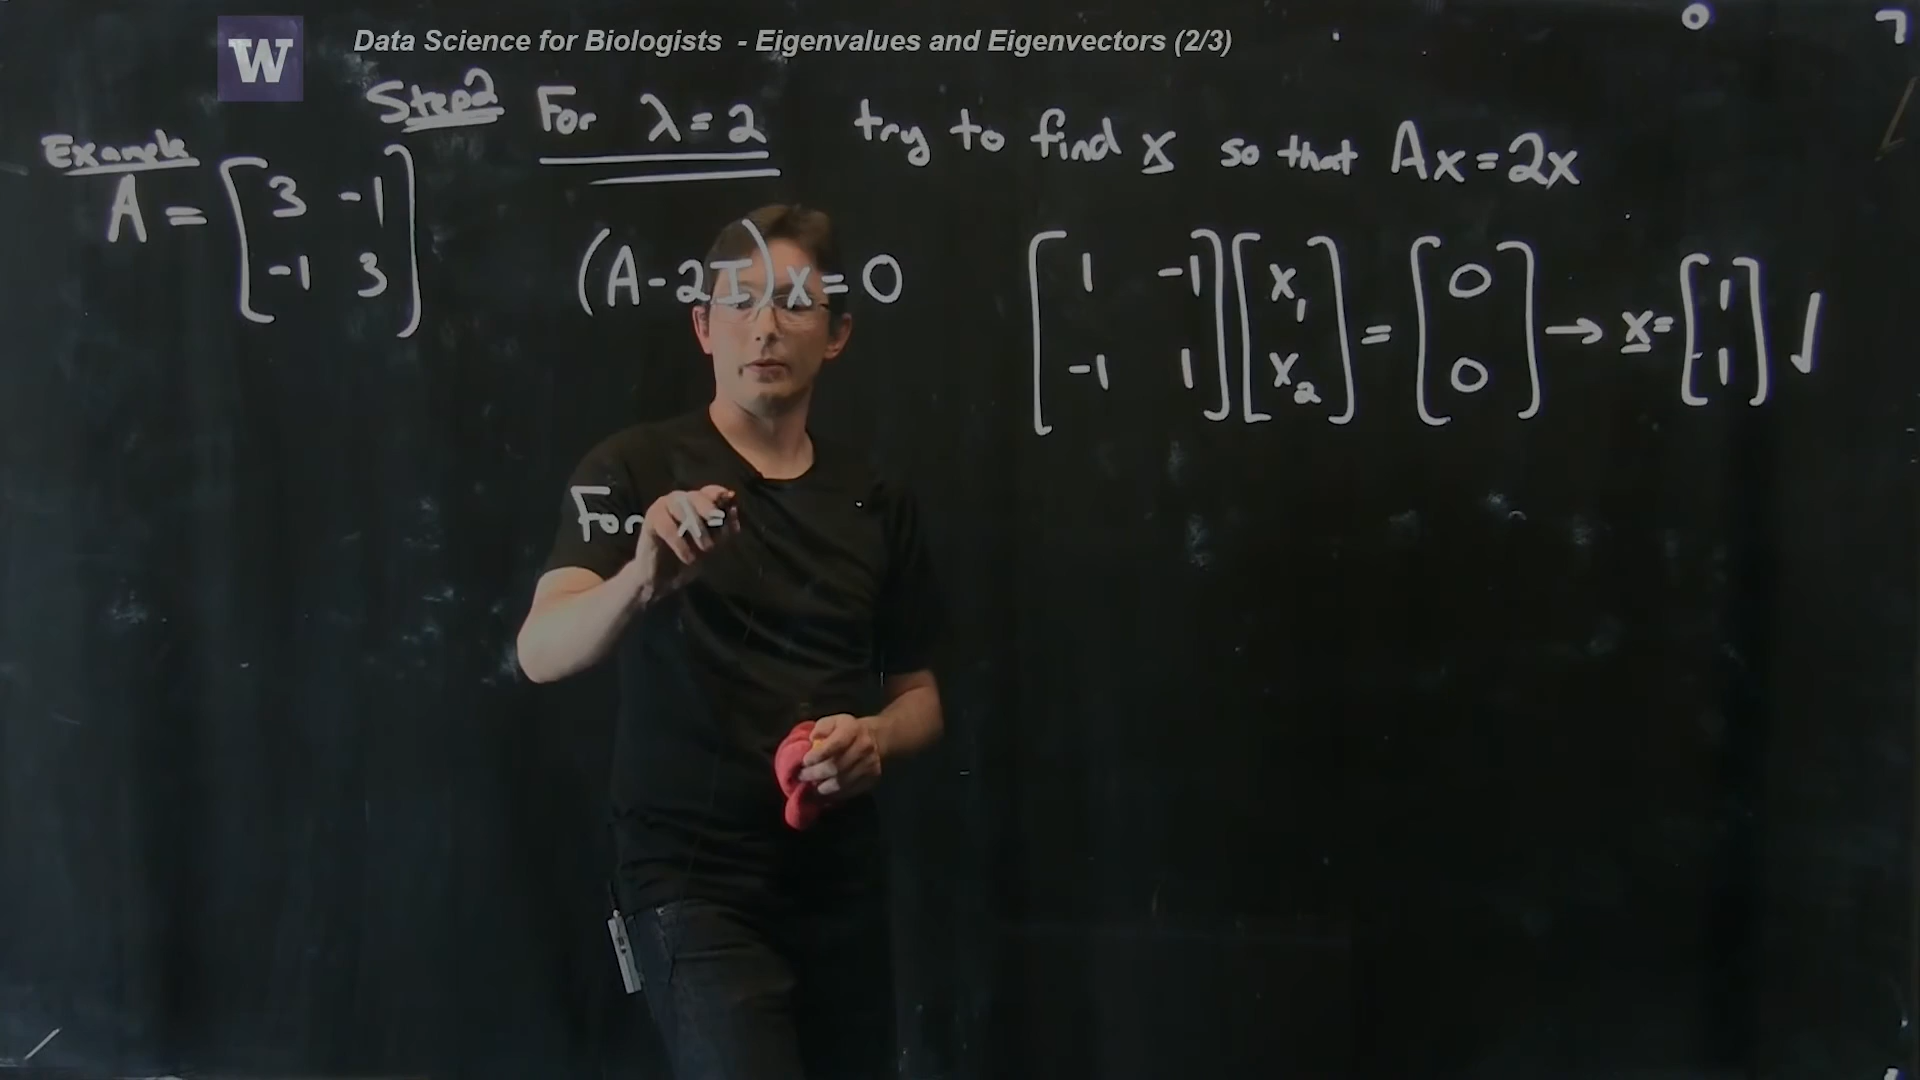 W
Data Science for Biologists - Eigenvalues and Eigenvectors (2/3)
Step2 For λ=2 try to find x so that Ax=2x
Example
A = [3 -1
-1 3]
(A-2I)x=0
[1 -1
-1 1] [x₁
x₂] = [0
0] → x= [1
1] ✓
For λ=